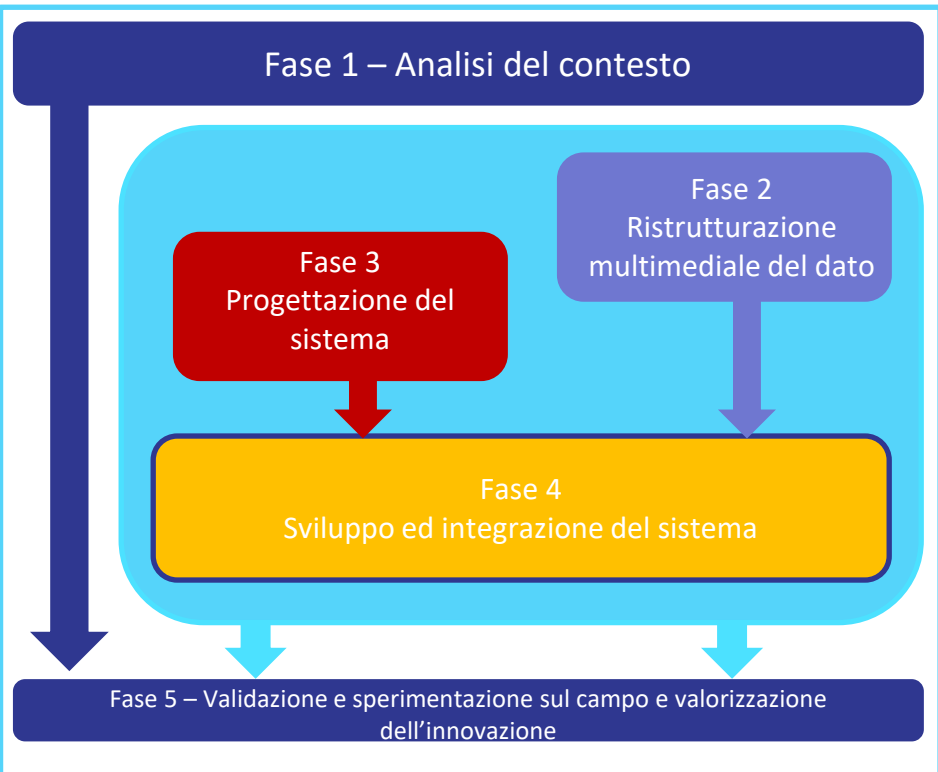 Fase 1 – Analisi del contesto
Fase 2
Ristrutturazione
multimediale del dato
Fase 3
Progettazione del
sistema
Fase 4
Sviluppo ed integrazione del sistema
Fase 5 – Validazione e sperimentazione sul campo e valorizzazione
dell’innovazione